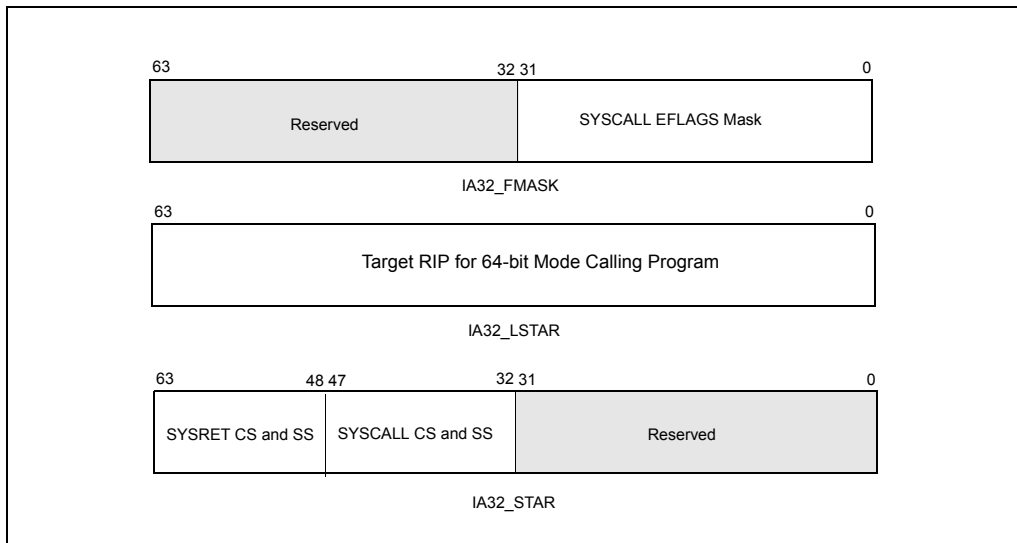 63 32 31 0
Reserved SYSCALL EFLAGS Mask
IA32_FMASK
63 0
Target RIP for 64-bit Mode Calling Program
IA32_LSTAR
63 48 47 32 31 0
SYSRET CS and SS SYSCALL CS and SS Reserved
IA32_STAR